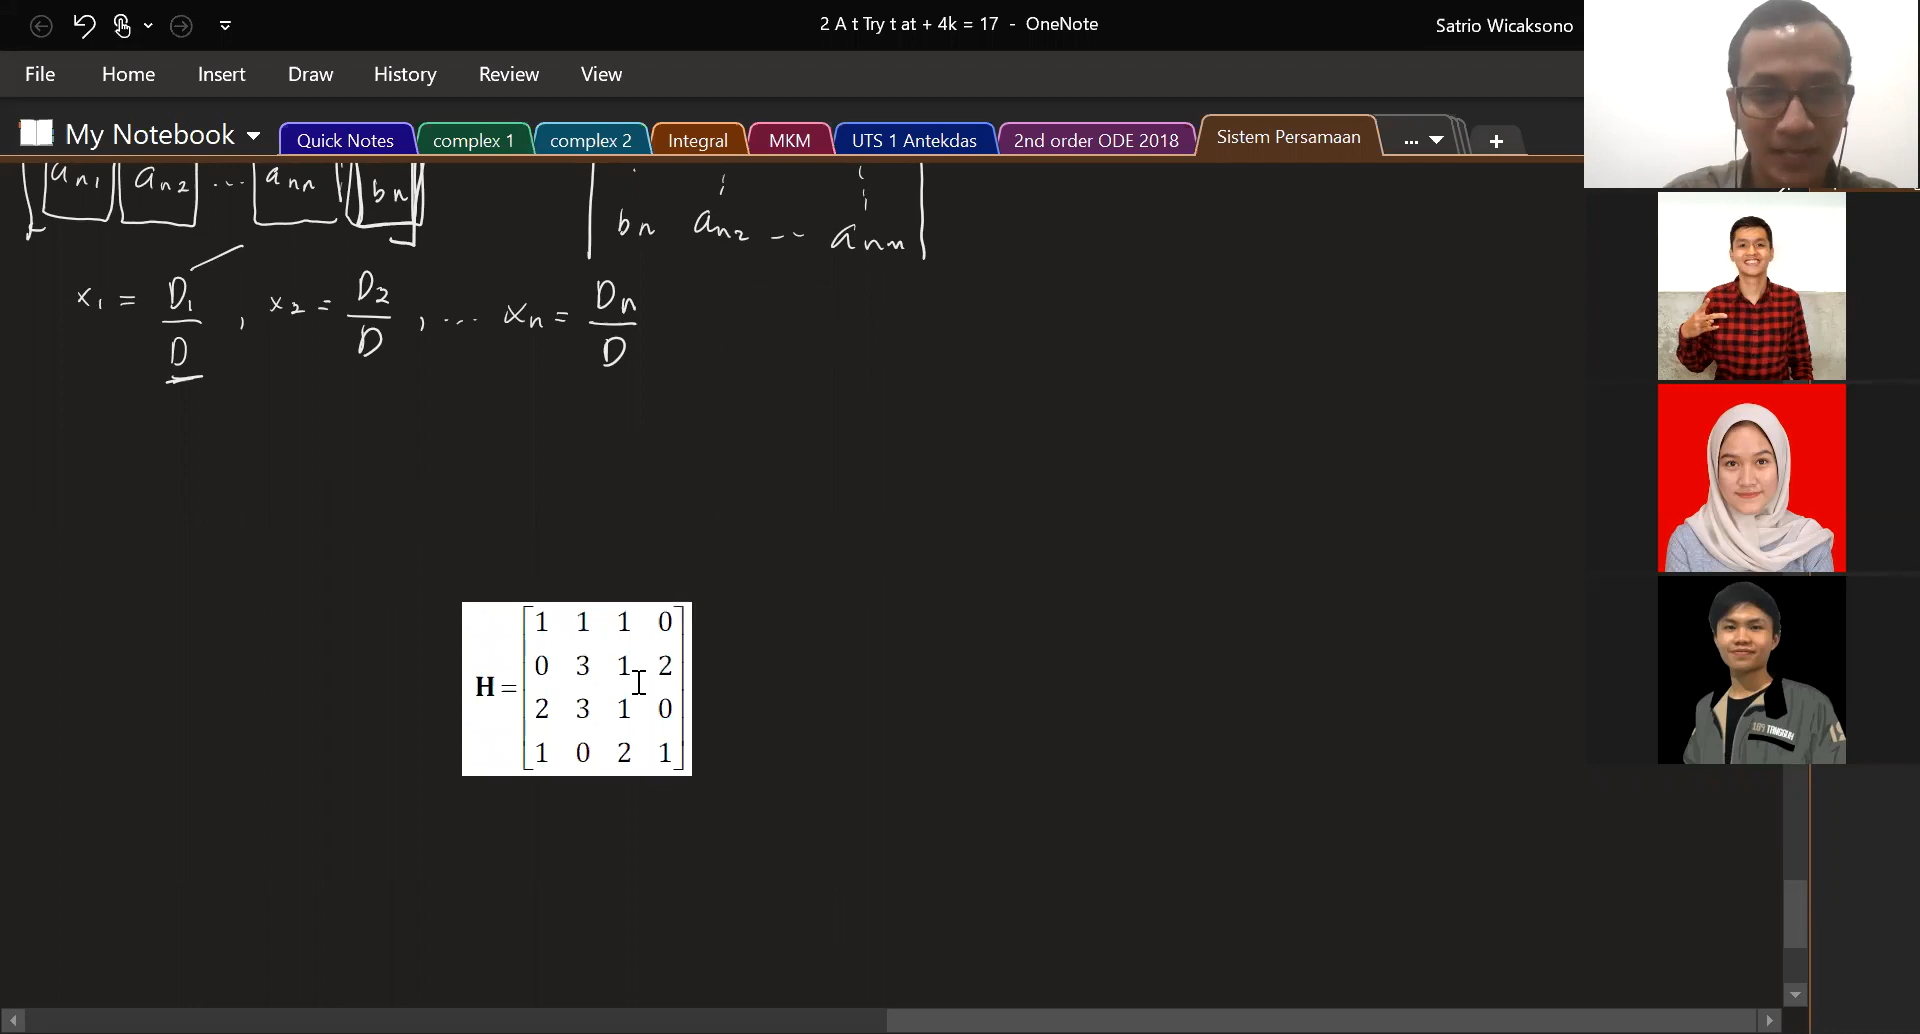 2 A t Try t at + 4k = 17 - OneNote
Satrio Wicaksono
File Home Insert Draw History Review View
My Notebook
Quick Notes complex 1 complex 2 Integral MKM UTS 1 Antekdas 2nd order ODE 2018 Sistem Persamaan ... +
an1 an2 ... ann bn
bn an2 -- ann
x1 = D1/D , x2 = D2/D , ... xn = Dn/D
H = [1 1 1 0
0 3 1 2
2 3 1 0
1 0 2 1]